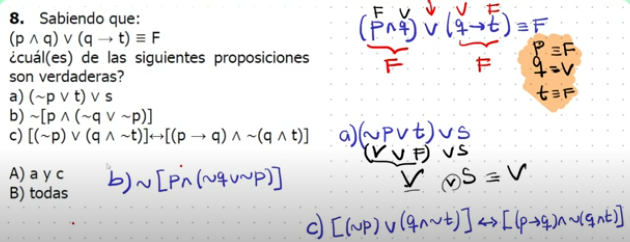 8. Sabiendo que:
(p ∧ q) ∨ (q → t) ≡ F
¿cuál(es) de las siguientes proposiciones
son verdaderas?
a) (~p ∨ t) ∨ s
b) ~[p ∧ (~q ∨ ~p)]
c) [(~p) ∨ (q ∧ ~t)]↔[(p → q) ∧ ~(q ∧ t)]
A) a y c
B) todas
F V ↓ V F
(p∧q) ∨ (q→t) ≡ F
F F
p ≡ F
q ≡ V
t ≡ F
a) (~p∨t)∨s
(V ∨ F) ∨S
V Ⓥ S ≡ V
b) ~[p∧(~q∨~p)]
c) [(~p)∨(q∧~t)]↔[(p→q)∧~(q∧t)]